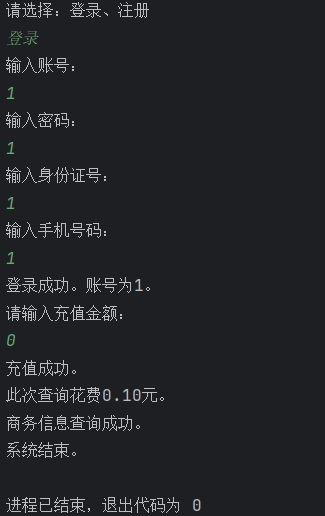 请选择：登录、注册
登录
输入账号：
1
输入密码：
1
输入身份证号：
1
输入手机号码：
1
登录成功。账号为1。
请输入充值金额：
0
充值成功。
此次查询花费0.10元。
商务信息查询成功。
系统结束。
进程已结束，退出代码为 0